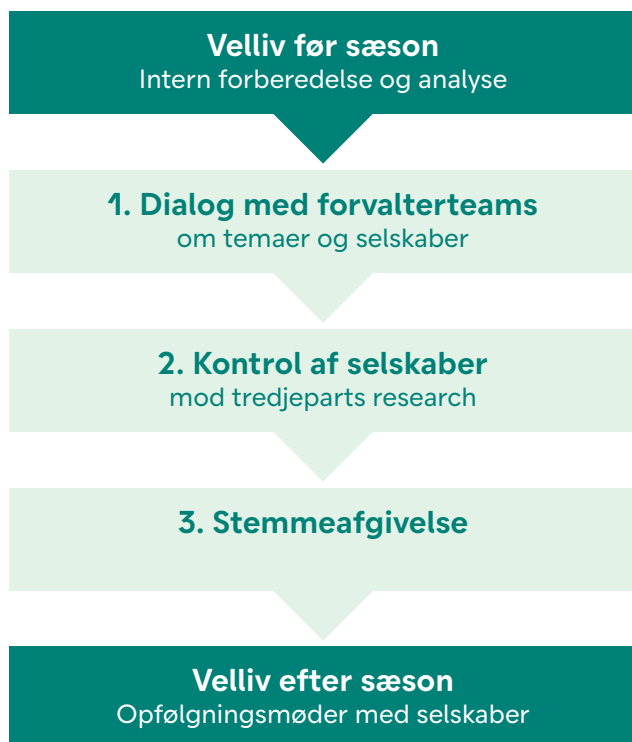 Velliv før sæson
Intern forberedelse og analyse
1. Dialog med forvalterteams
om temaer og selskaber
2. Kontrol af selskaber
mod tredjeparts research
3. Stemmeafgivelse
Velliv efter sæson
Opfølgningsmøder med selskaber